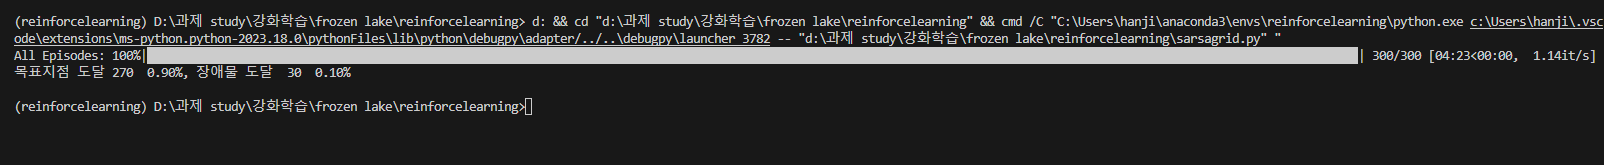 (reinforcelearning) D:\과제 study\강화학습\frozen lake\reinforcelearning> d: && cd "d:\과제 study\강화학습\frozen lake\reinforcelearning" && cmd /C "C:\Users\hanji\anaconda3\envs\reinforcelearning\python.exe c:\Users\hanji\.vsc
ode\extensions\ms-python.python-2023.18.0\pythonFiles\lib\python\debugpy\adapter/../..\debugpy\launcher 3782 -- "d:\과제 study\강화학습\frozen lake\reinforcelearning\sarsagrid.py" "
All Episodes: 100%| | 300/300 [04:23<00:00, 1.14it/s]
목표지점 도달 270 0.90%, 장애물 도달 30 0.10%
(reinforcelearning) D:\과제 study\강화학습\frozen lake\reinforcelearning>